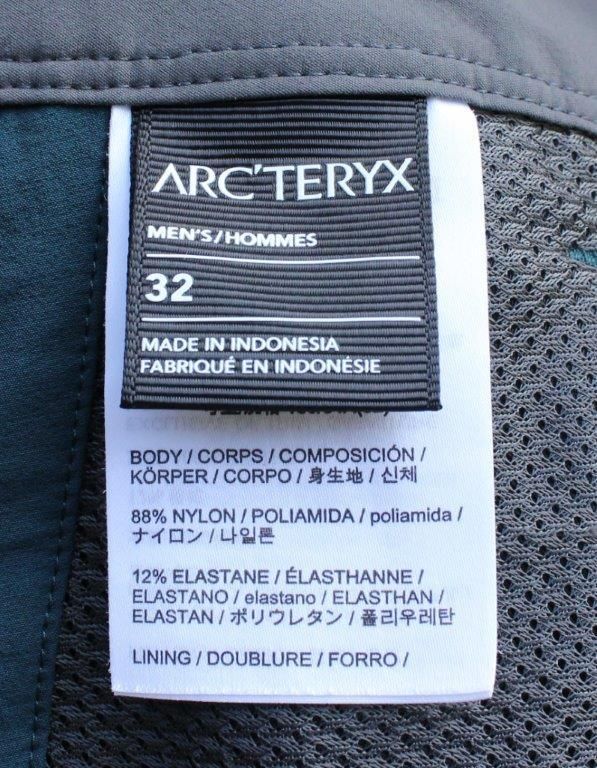 ARC'TERYX
MEN'S/HOMMES
32
MADE IN INDONESIA
FABRIQUÉ EN INDONÉSIE
BODY / CORPS / COMPOSICIÓN /
KÖRPER / CORPO / 身生地 / 신체
88% NYLON / POLIAMIDA / poliamida /
ナイロン / 나일론
12% ELASTANE / ÉLASTHANNE /
ELASTANO / elastano / ELASTHAN /
ELASTAN / ポリウレタン / 폴리우레탄
LINING / DOUBLURE / FORRO /